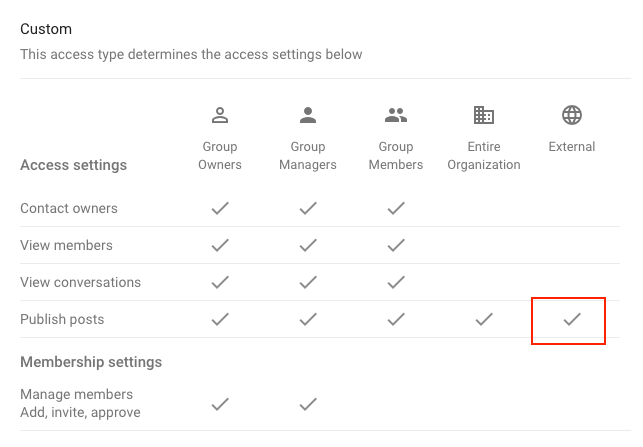 Custom
This access type determines the access settings below
Access settings
Group Owners
Group Managers
Group Members
Entire Organization
External
Contact owners
View members
View conversations
Publish posts
Membership settings
Manage members
Add, invite, approve